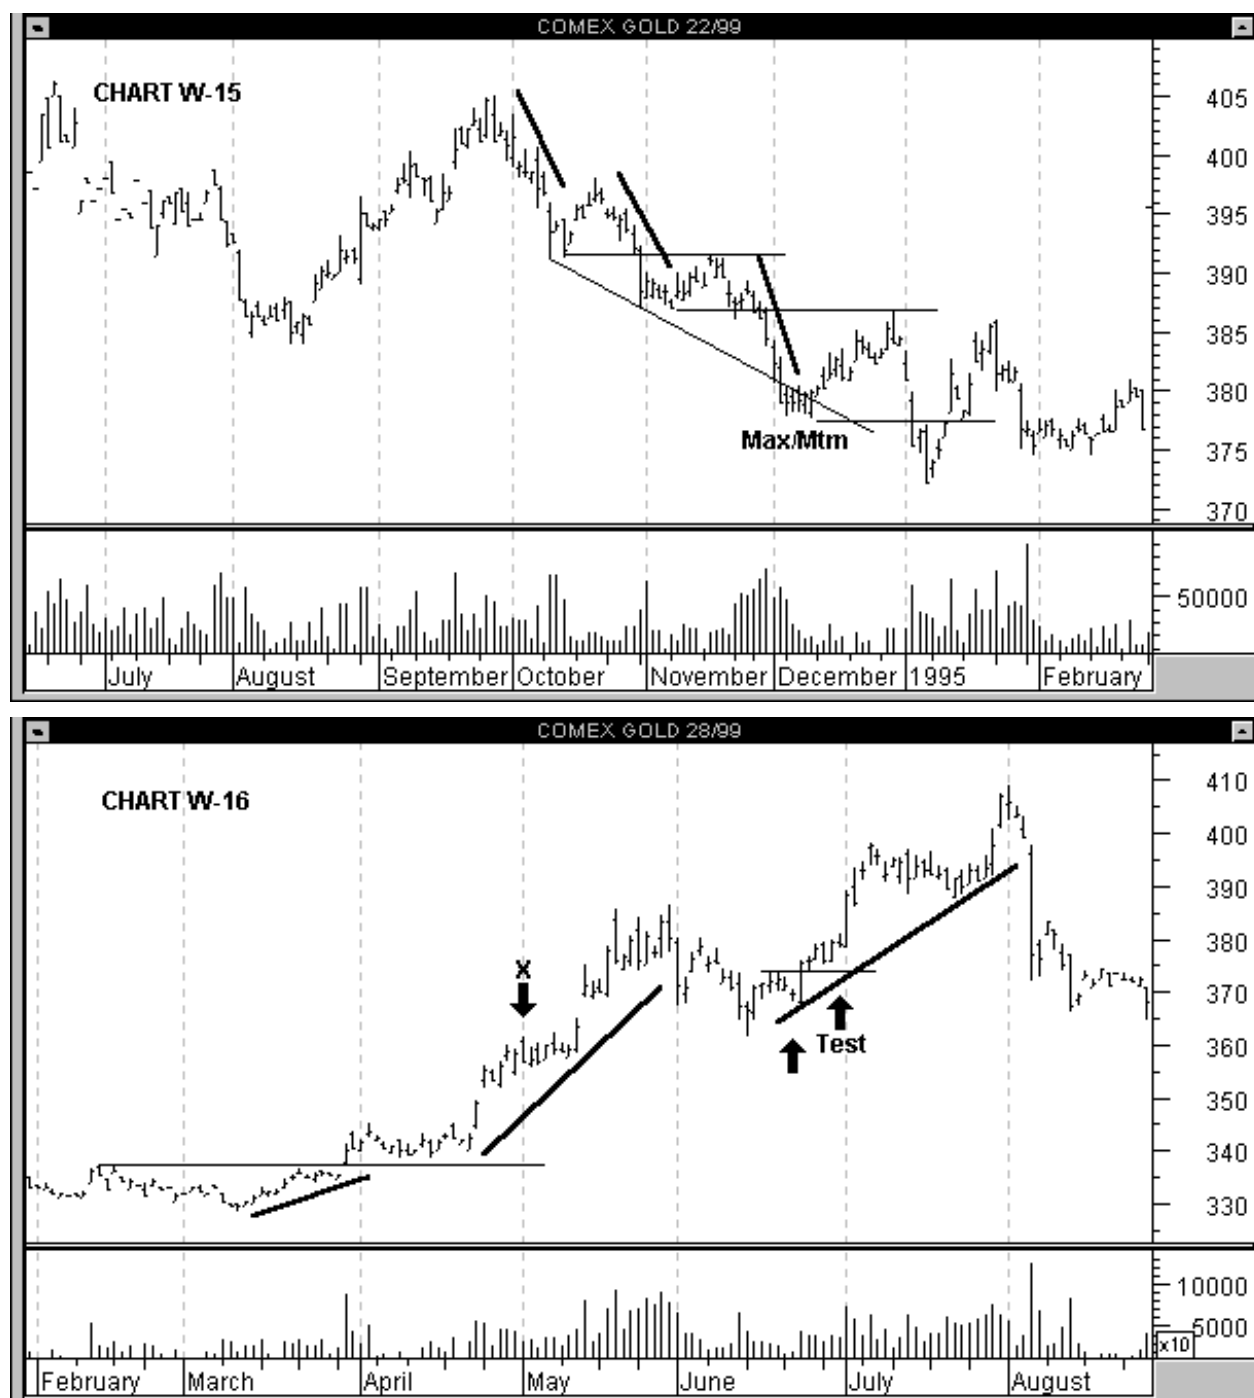 COMEX GOLD 22/99
CHART W-15
405
400
395
390
385
380
375
370
Max/Mtm
50000
July August September October November December 1995 February
COMEX GOLD 28/99
CHART W-16
410
400
390
380
370
360
350
340
330
X
Test
10000
5000
x10
February March April May June July August